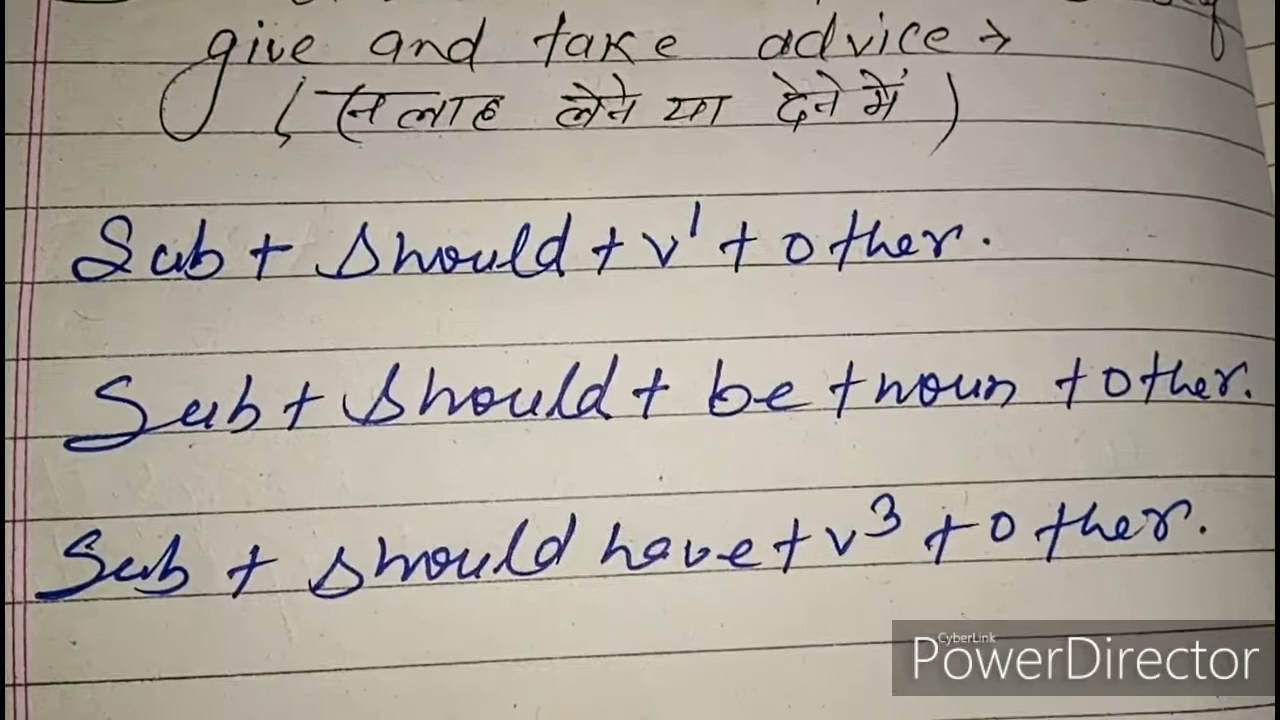 give and take advice →
( सलाह लेने या देने में )
Sub + should + v¹ + other.
Sub + should + be + noun + other.
Sub + should have + v³ + other.
CyberLink
PowerDirector